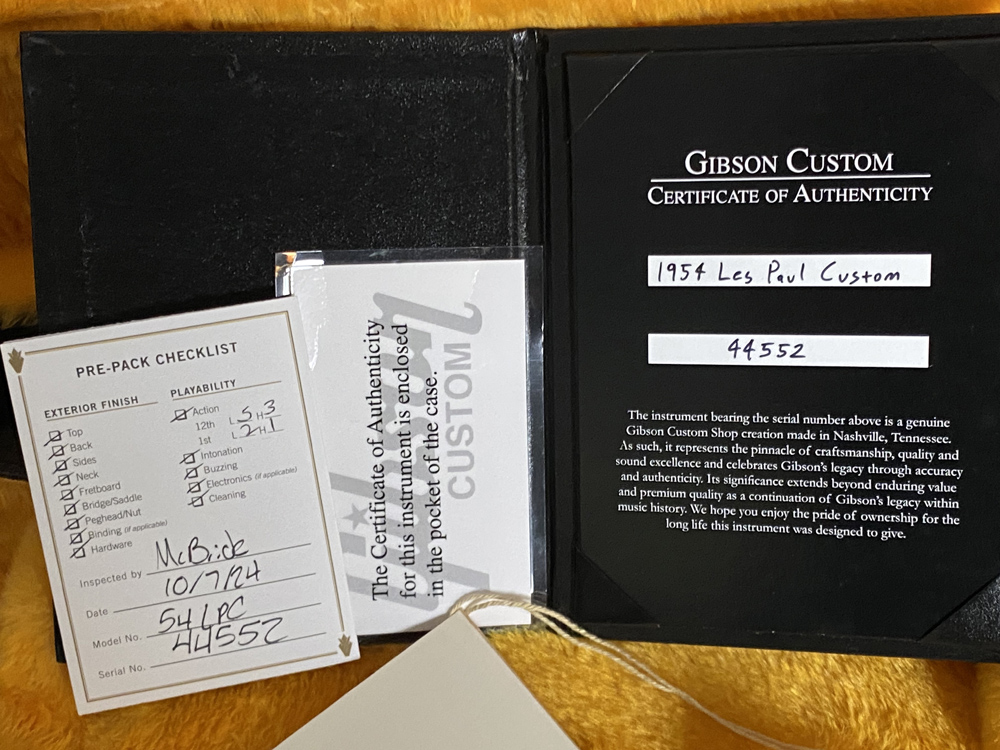 PRE-PACK CHECKLIST
EXTERIOR FINISH
Top
Back
Sides
Neck
Fretboard
Bridge/Saddle
Peghead/Nut
Binding (if applicable)
Hardware
PLAYABILITY
Action
12th L 5 H 3
1st L 2 H 1
Intonation
Buzzing
Electronics (if applicable)
Cleaning
Inspected by McBride
Date 10/7/24
Model No. 54 LPC
Serial No. 44552
The Certificate of Authenticity
for this instrument is enclosed
in the pocket of the case.
CUSTOM
GIBSON CUSTOM
CERTIFICATE OF AUTHENTICITY
1954 Les Paul Custom
44552
The instrument bearing the serial number above is a genuine
Gibson Custom Shop creation made in Nashville, Tennessee.
As such, it represents the pinnacle of craftsmanship, quality and
sound excellence and celebrates Gibson's legacy through accuracy
and authenticity. Its significance extends beyond enduring value
and premium quality as a continuation of Gibson's legacy within
music history. We hope you enjoy the pride of ownership for the
long life this instrument was designed to give.